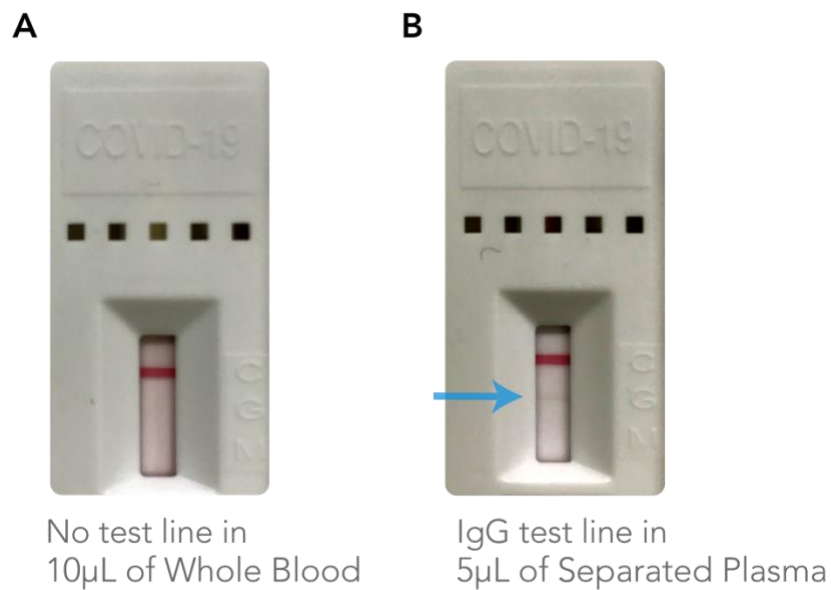 A
B
COVID-19
COVID-19
C
G
M
C
G
M
No test line in
10µL of Whole Blood
IgG test line in
5µL of Separated Plasma